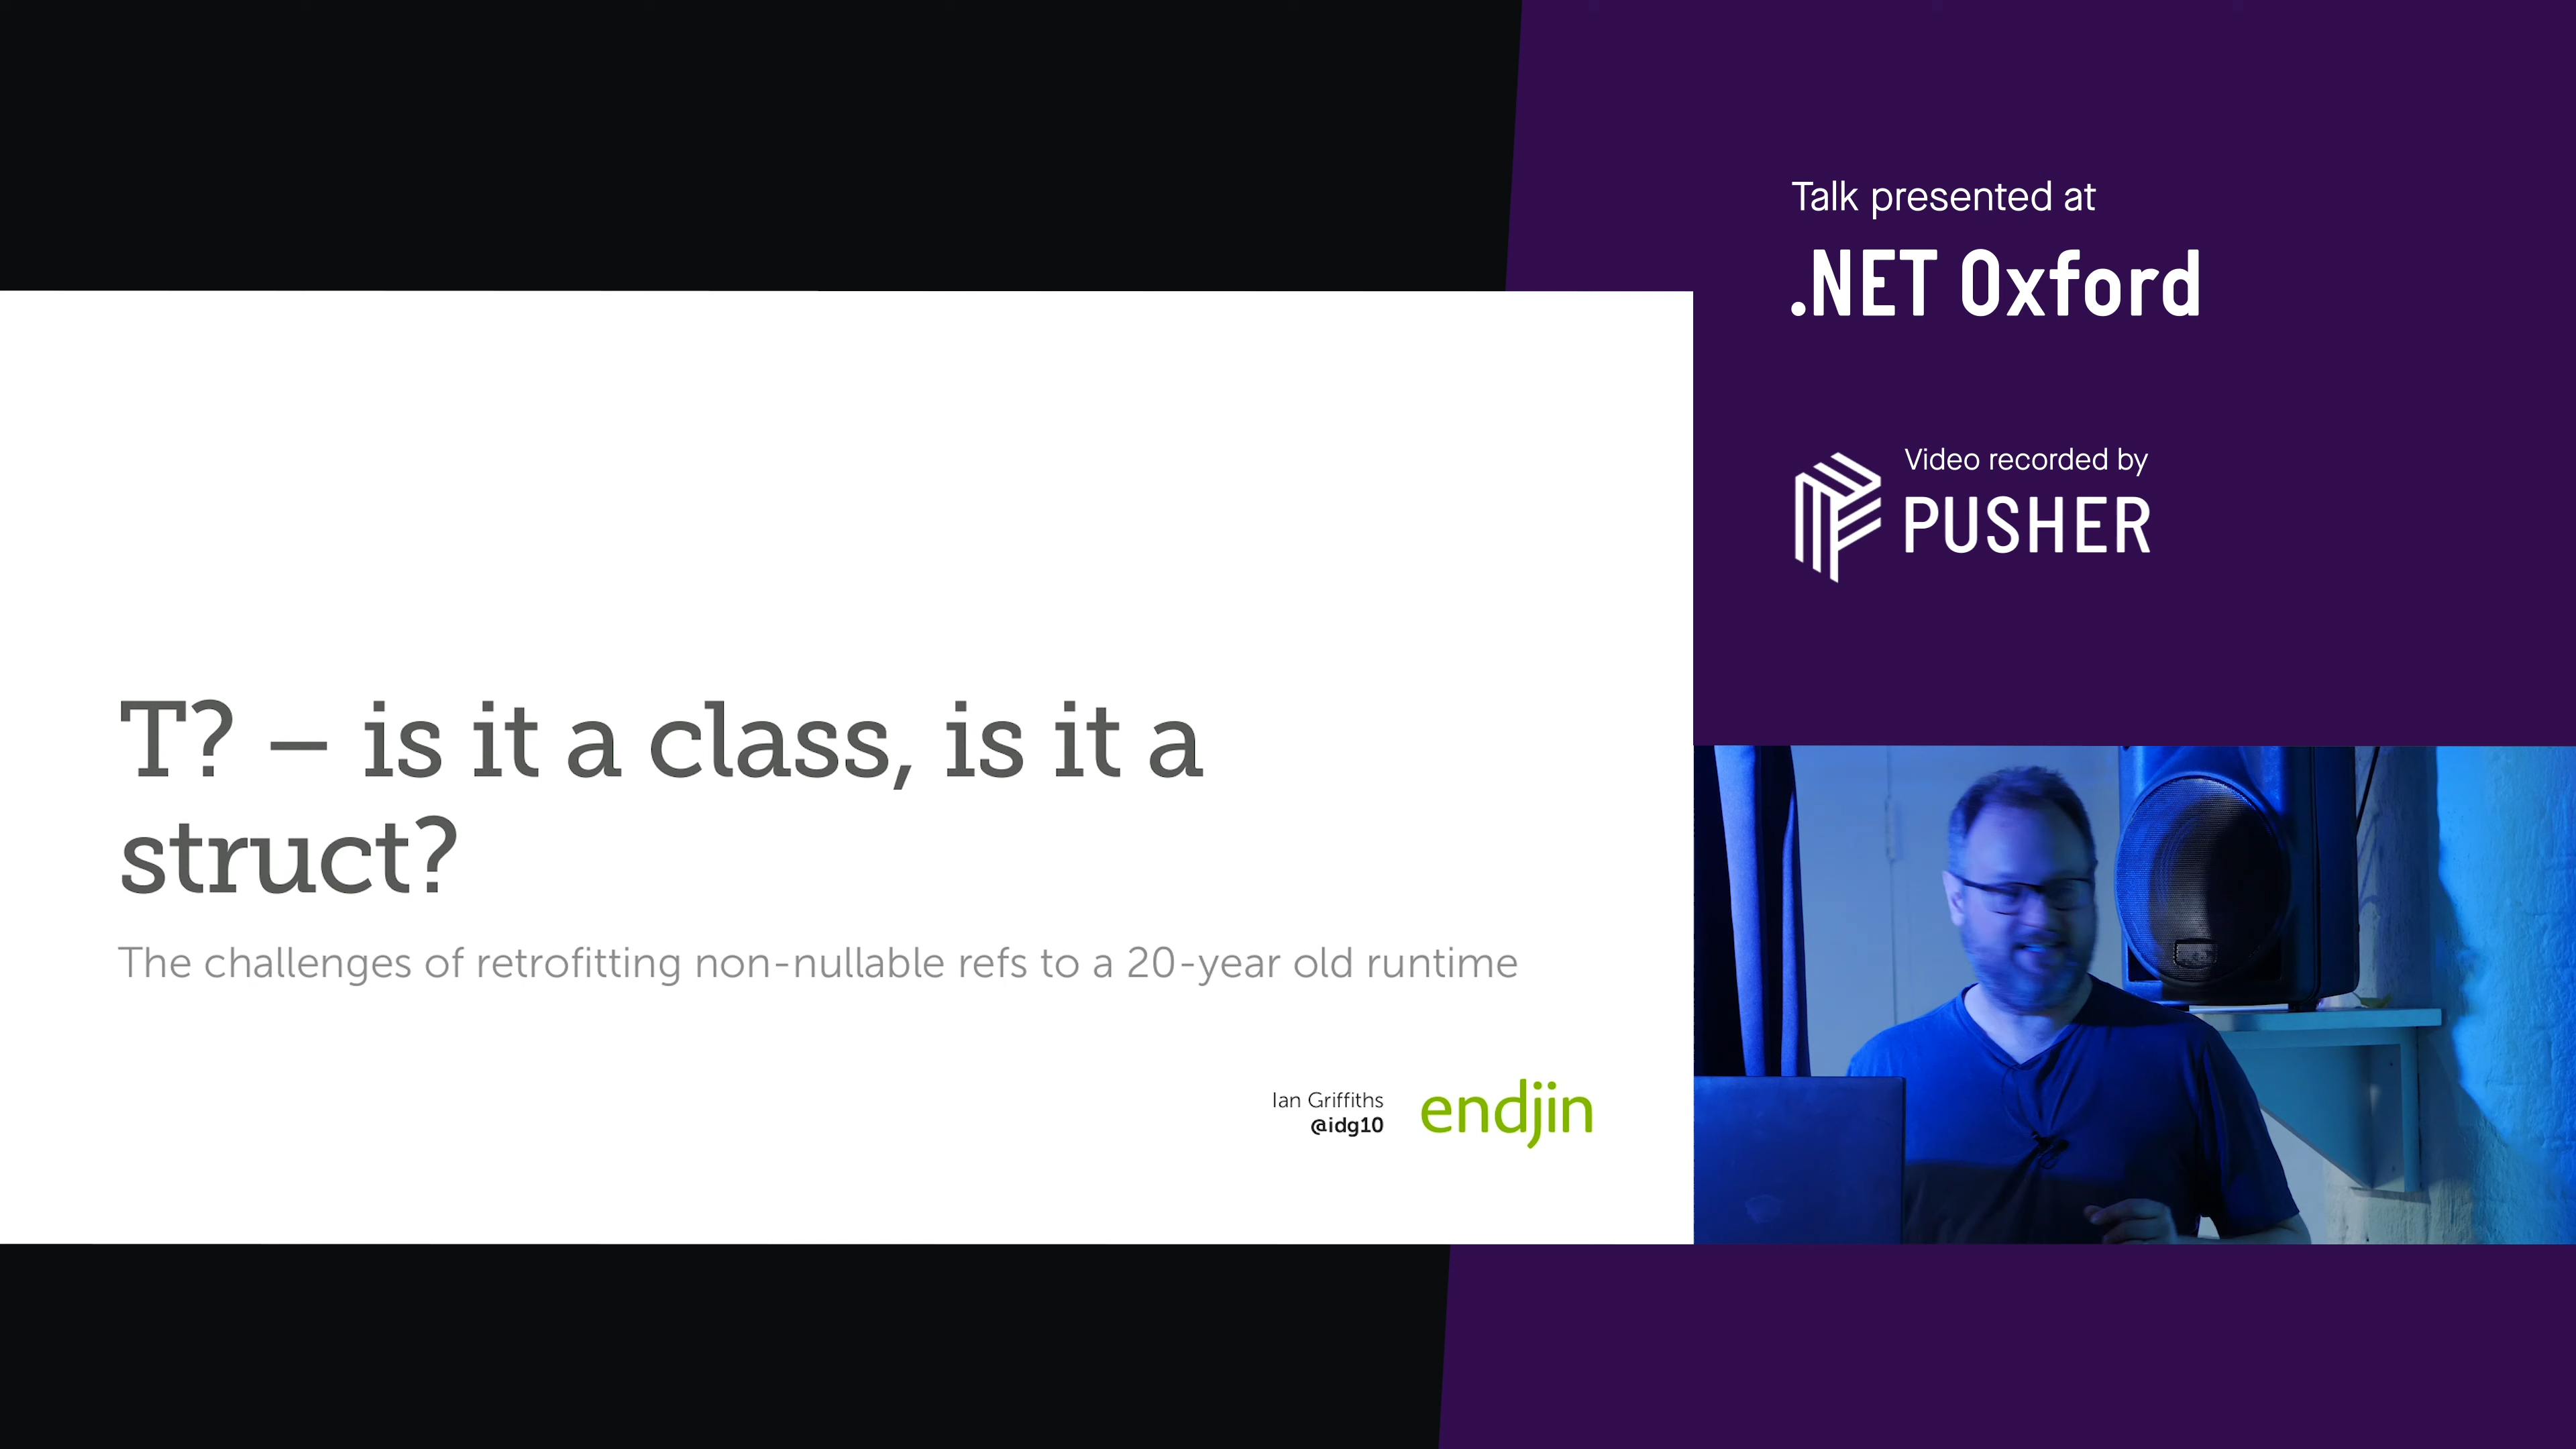 Talk presented at
.NET Oxford
Video recorded by
PUSHER
T? – is it a class, is it a
struct?
The challenges of retrofitting non-nullable refs to a 20-year old runtime
Ian Griffiths
@idg10
endjin